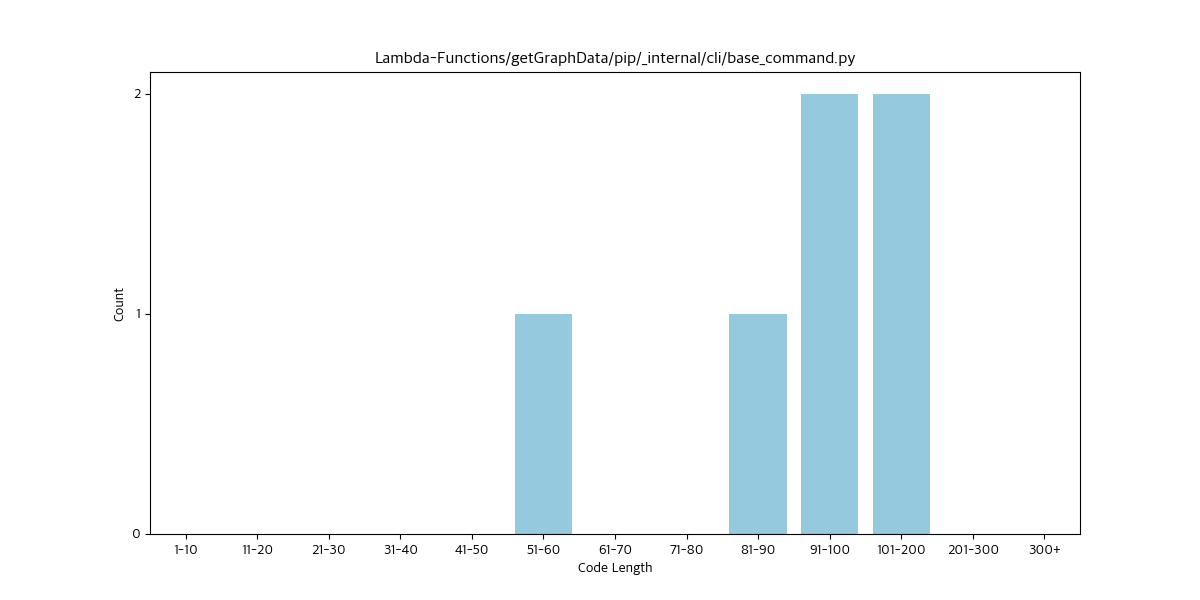 Lambda-Functions/getGraphData/pip/_internal/cli/base_command.py
2
1
0
Count
1-10 11-20 21-30 31-40 41-50 51-60 61-70 71-80 81-90 91-100 101-200 201-300 300+
Code Length